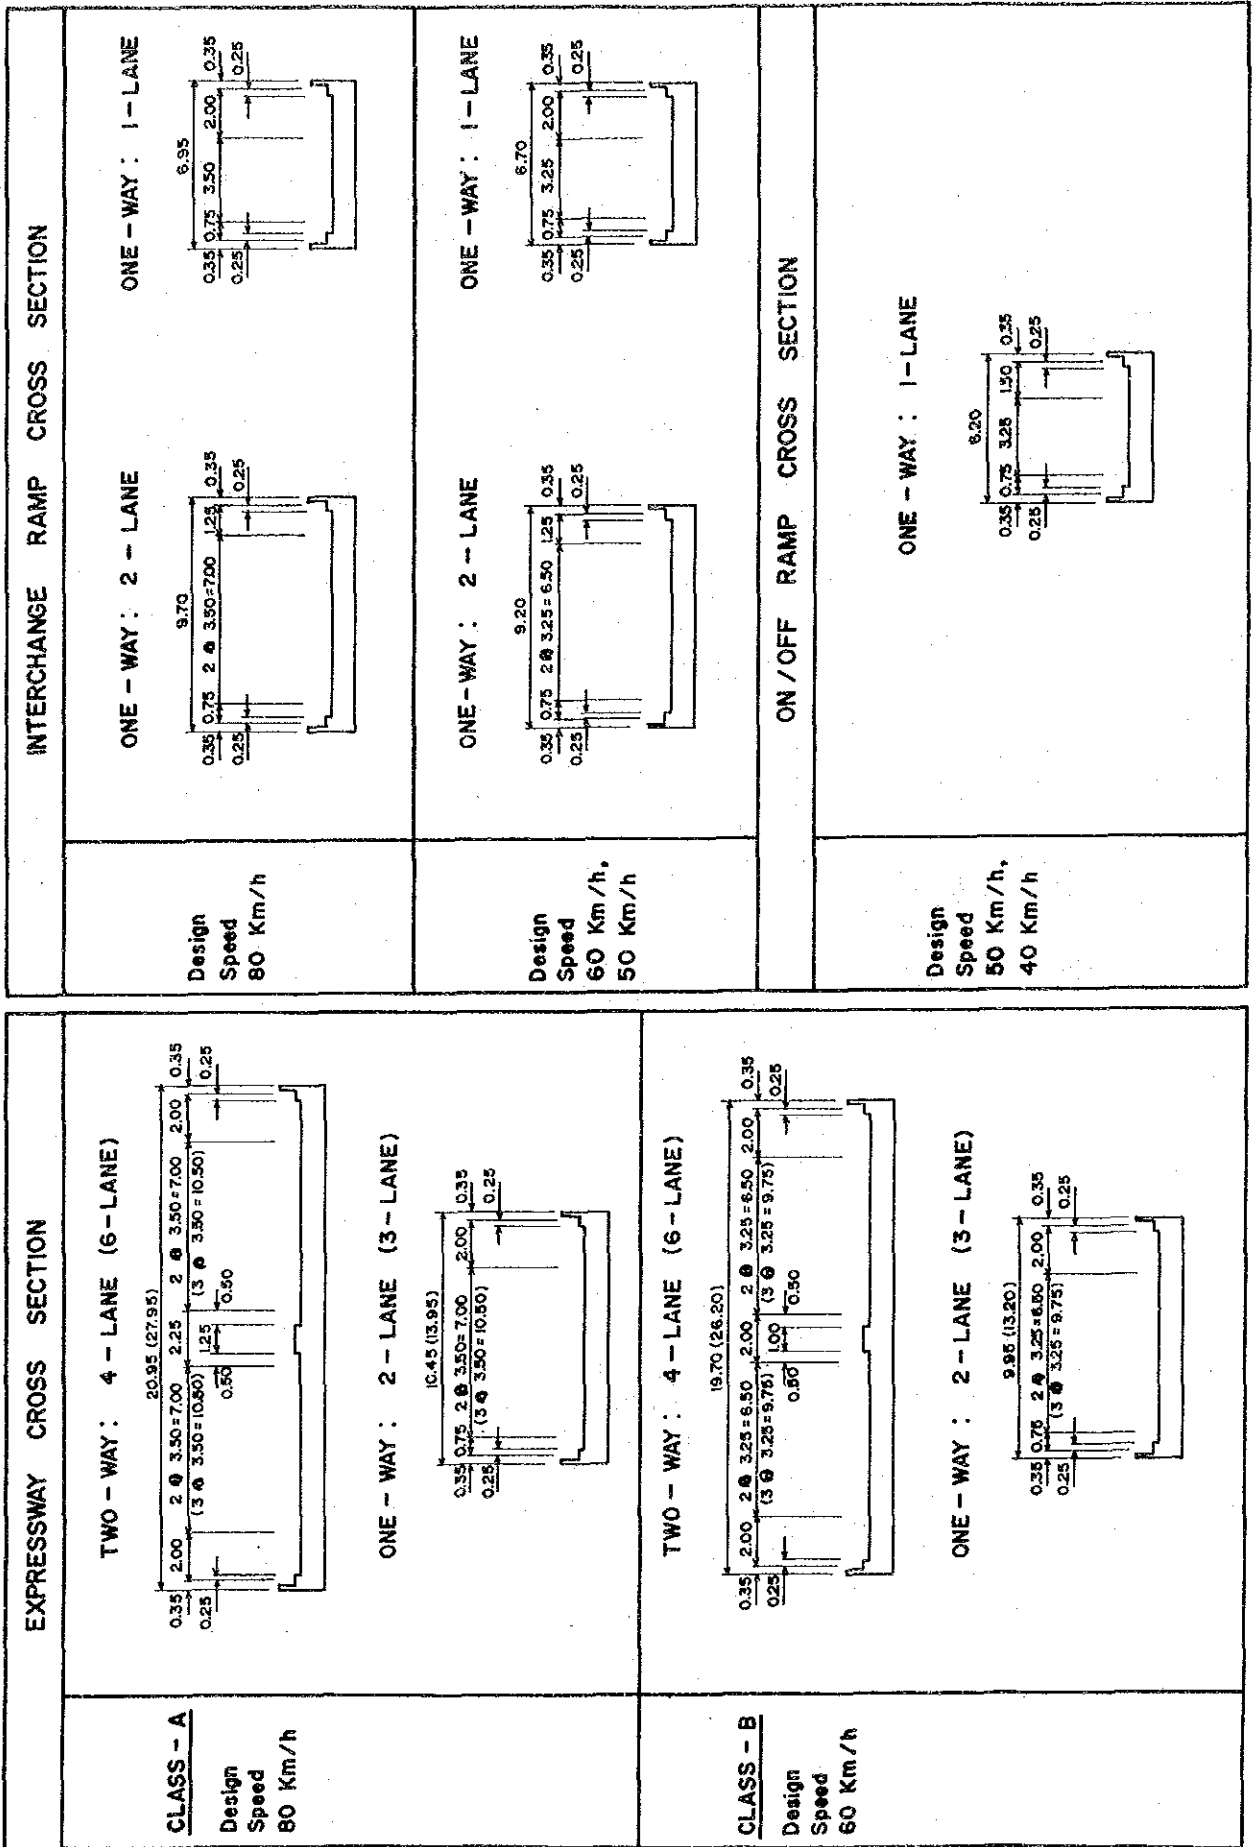 EXPRESSWAY CROSS SECTION
CLASS - A
Design
Speed
80 Km/h
TWO - WAY : 4 - LANE (6 - LANE)
20.95 (27.95)
0.35 2.00 2 @ 3.50 = 7.00 2.25 2 @ 3.50 = 7.00 2.00 0.35
(3 @ 3.50 = 10.50) 1.25 (3 @ 3.50 = 10.50)
0.25 0.50 0.50 0.25
ONE - WAY : 2 - LANE (3 - LANE)
10.45 (13.95)
0.35 0.75 2 @ 3.50 = 7.00 2.00 0.35
(3 @ 3.50 = 10.50)
0.25 0.25
CLASS - B
Design
Speed
60 Km/h
TWO - WAY : 4 - LANE (6 - LANE)
19.70 (26.20)
0.35 2.00 2 @ 3.25 = 6.50 2.00 2 @ 3.25 = 6.50 2.00 0.35
(3 @ 3.25 = 9.75) 1.00 (3 @ 3.25 = 9.75)
0.25 0.50 0.50 0.25
ONE - WAY : 2 - LANE (3 - LANE)
9.95 (13.20)
0.35 0.75 2 @ 3.25 = 6.50 2.00 0.35
(3 @ 3.25 = 9.75)
0.25 0.25
INTERCHANGE RAMP CROSS SECTION
Design
Speed
80 Km/h
ONE - WAY : 2 - LANE
9.70
0.35 0.75 2 @ 3.50 = 7.00 1.25 0.35
0.25 0.25
ONE - WAY : 1 - LANE
6.95
0.35 0.75 3.50 2.00 0.35
0.25 0.25
Design
Speed
60 Km/h,
50 Km/h
ONE - WAY : 2 - LANE
9.20
0.35 0.75 2 @ 3.25 = 6.50 1.25 0.35
0.25 0.25
ONE - WAY : 1 - LANE
6.70
0.35 0.75 3.25 2.00 0.35
0.25 0.25
ON / OFF RAMP CROSS SECTION
Design
Speed
50 Km/h,
40 Km/h
ONE - WAY : 1 - LANE
6.20
0.35 0.75 3.25 1.50 0.35
0.25 0.25